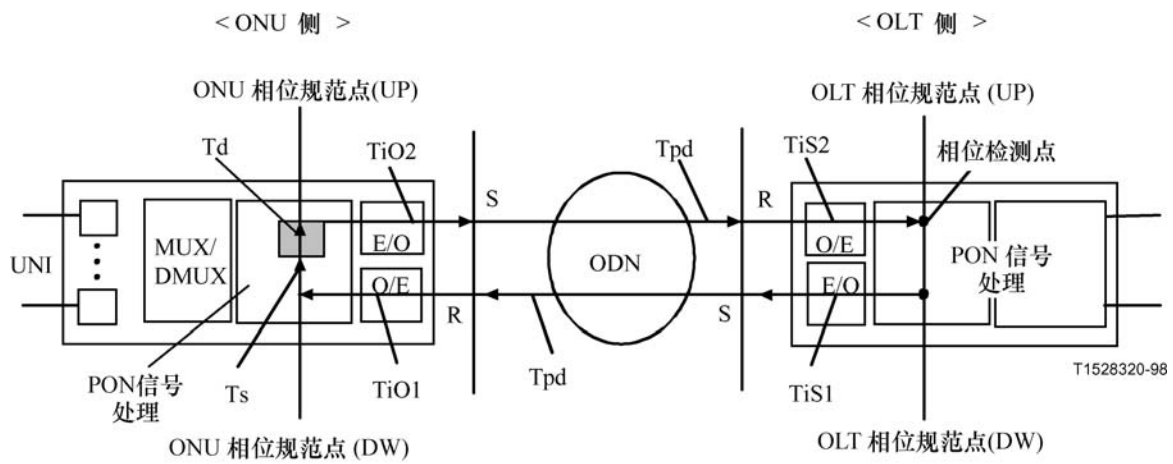 < ONU 侧 >
< OLT 侧 >
ONU 相位规范点(UP)
OLT 相位规范点 (UP)
Td
TiO2
Tpd
TiS2
相位检测点
S
R
UNI
MUX/
DMUX
E/O
O/E
ODN
O/E
E/O
PON 信号
处理
R
S
T1528320-98
PON信号
处理
Ts
TiO1
Tpd
TiS1
ONU 相位规范点 (DW)
OLT 相位规范点(DW)